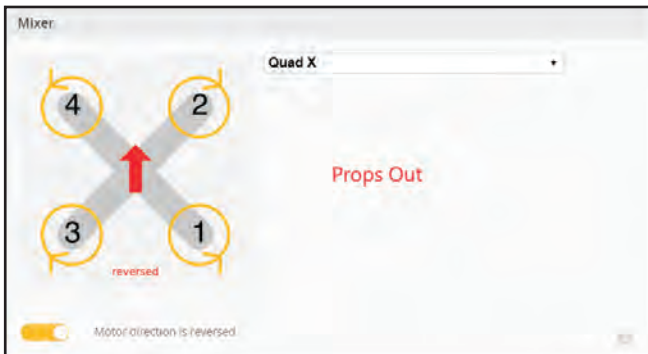 Mixer
Quad X
4
2
Props Out
3
1
reversed
Motor direction is reversed